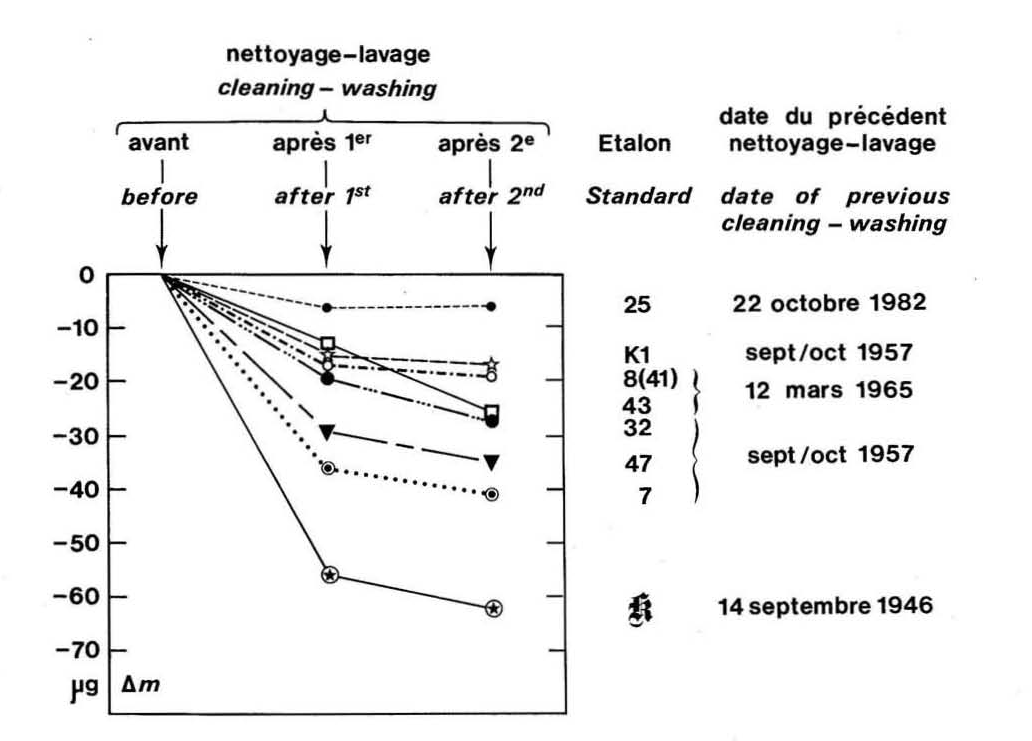 nettoyage–lavage
cleaning – washing
avant après 1er après 2e
before after 1st after 2nd
Etalon
Standard
date du précédent
nettoyage–lavage
date of previous
cleaning – washing
0
–10
–20
–30
–40
–50
–60
–70
µg Δm
25 22 octobre 1982
K1 sept/oct 1957
8(41)
43
12 mars 1965
32
47
7
sept/oct 1957
𝕶 14 septembre 1946